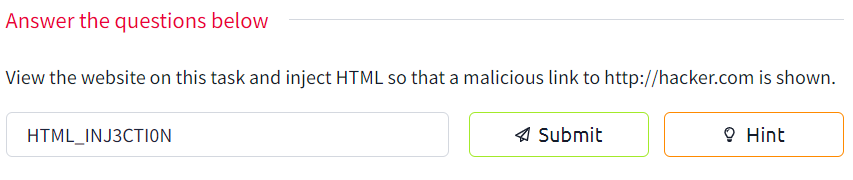 Answer the questions below
View the website on this task and inject HTML so that a malicious link to http://hacker.com is shown.
HTML_INJ3CTI0N Submit Hint